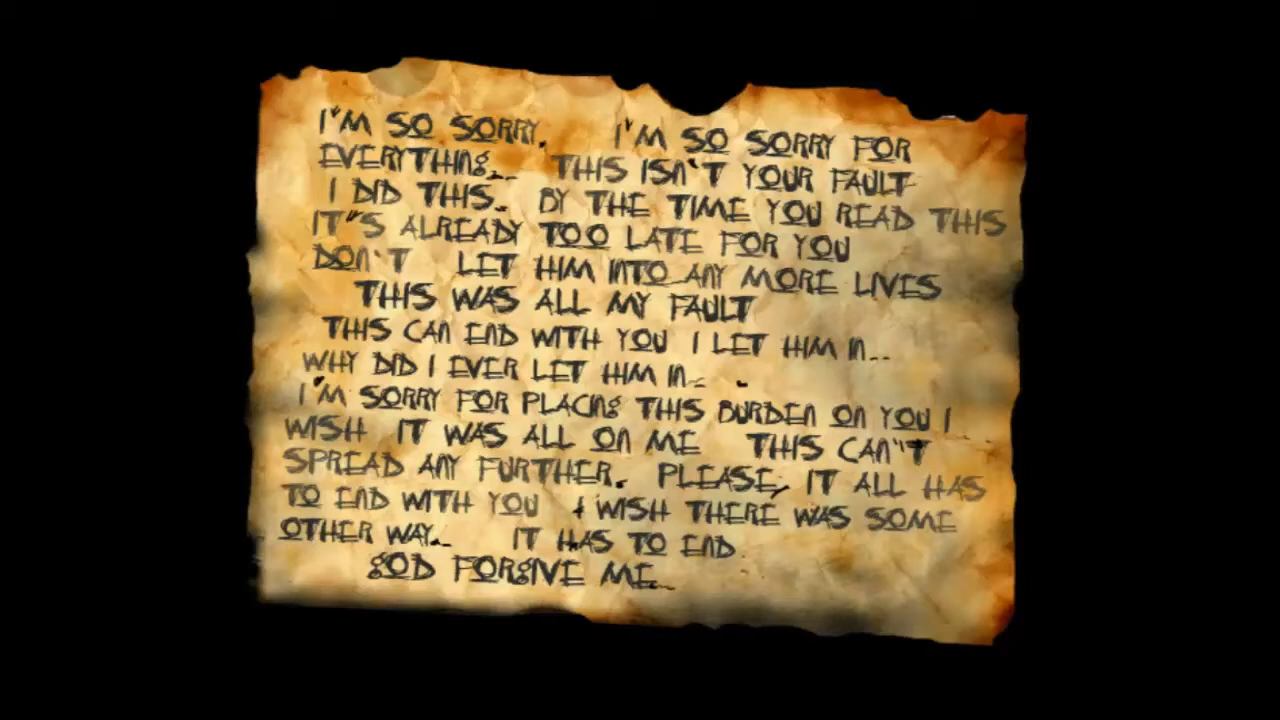 I'M SO SORRY. I'M SO SORRY FOR
EVERYTHING... THIS ISN'T YOUR FAULT
I DID THIS.. BY THE TIME YOU READ THIS
IT"S ALREADY TOO LATE FOR YOU
DON'T LET HIM INTO ANY MORE LIVES
THIS WAS ALL MY FAULT
THIS CAN END WITH YOU I LET HIM IN...
WHY DID I EVER LET HIM IN...
I'M SORRY FOR PLACING THIS BURDEN ON YOU I
WISH IT WAS ALL ON ME THIS CAN"T
SPREAD ANY FURTHER. PLEASE, IT ALL HAS
TO END WITH YOU I WISH THERE WAS SOME
OTHER WAY... IT HAS TO END.
GOD FORGIVE ME...